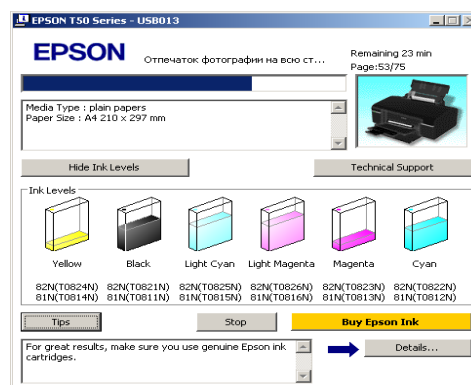 EPSON T50 Series - USB013
EPSON
Отпечаток фотографии на всю ст...
Remaining 23 min
Page:53/75
Media Type : plain papers
Paper Size : A4 210 x 297 mm
Hide Ink Levels
Technical Support
Ink Levels
Yellow Black Light Cyan Light Magenta Magenta Cyan
82N(T0824N) 82N(T0821N) 82N(T0825N) 82N(T0826N) 82N(T0823N) 82N(T0822N)
81N(T0814N) 81N(T0811N) 81N(T0815N) 81N(T0816N) 81N(T0813N) 81N(T0812N)
Tips
Stop
Buy Epson Ink
For great results, make sure you use genuine Epson ink
cartridges.
Details...